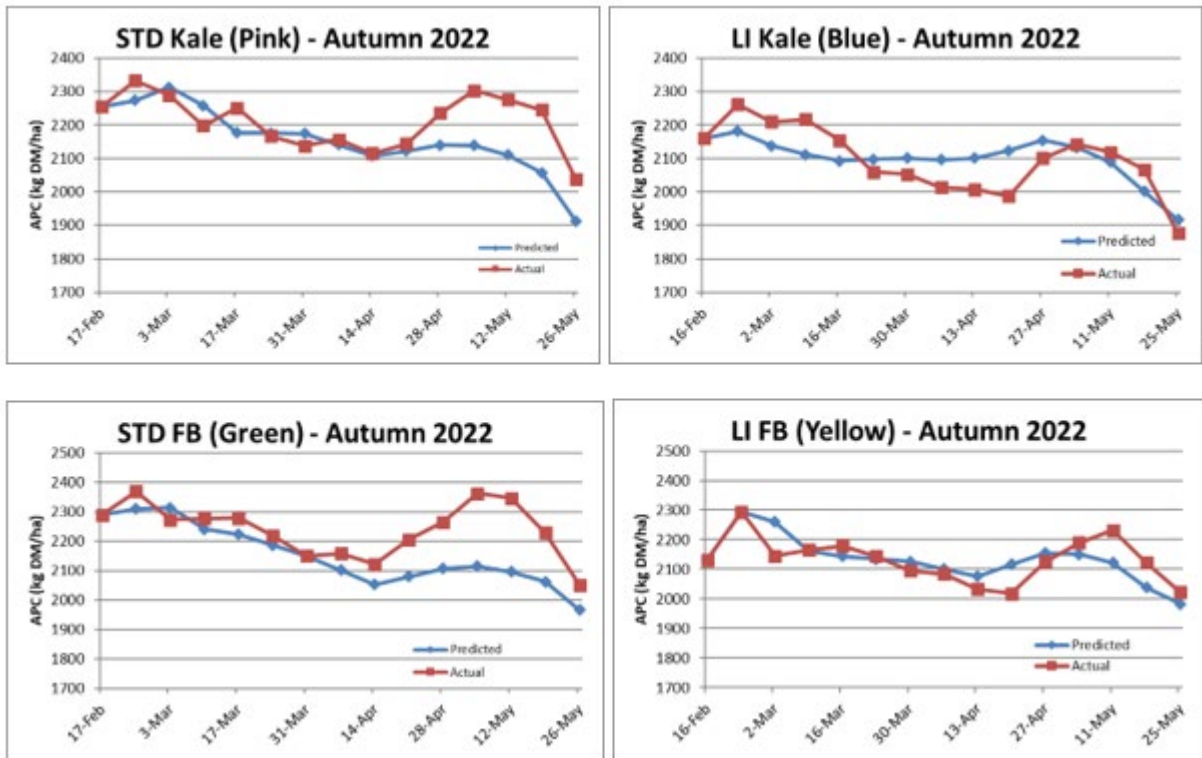 STD Kale (Pink) - Autumn 2022
APC (kg DM/ha)
2400
2300
2200
2100
2000
1900
1800
1700
Predicted
Actual
17-Feb
3-Mar
17-Mar
31-Mar
14-Apr
28-Apr
12-May
26-May
LI Kale (Blue) - Autumn 2022
APC (kg DM/ha)
2400
2300
2200
2100
2000
1900
1800
1700
Predicted
Actual
16-Feb
2-Mar
16-Mar
30-Mar
13-Apr
27-Apr
11-May
25-May
STD FB (Green) - Autumn 2022
APC (kg DM/ha)
2500
2400
2300
2200
2100
2000
1900
1800
1700
Predicted
Actual
17-Feb
3-Mar
17-Mar
31-Mar
14-Apr
28-Apr
12-May
26-May
LI FB (Yellow) - Autumn 2022
APC (kg DM/ha)
2500
2400
2300
2200
2100
2000
1900
1800
1700
Predicted
Actual
16-Feb
2-Mar
16-Mar
30-Mar
13-Apr
27-Apr
11-May
25-May